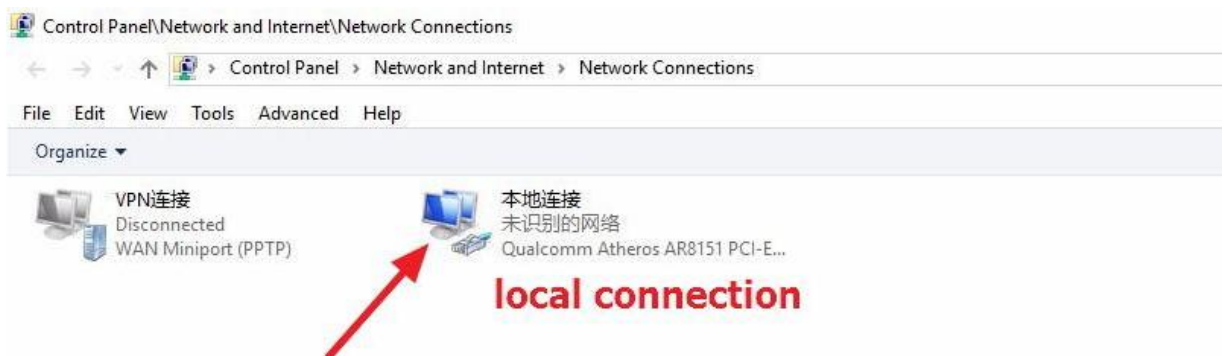 Control Panel\Network and Internet\Network Connections
Control Panel > Network and Internet > Network Connections
File Edit View Tools Advanced Help
Organize
VPN连接
Disconnected
WAN Miniport (PPTP)
本地连接
未识别的网络
Qualcomm Atheros AR8151 PCI-E...
local connection